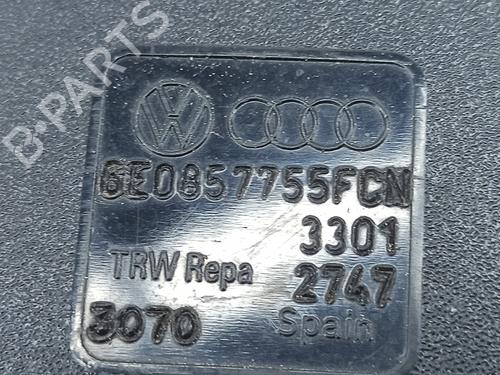 B-PARTS
6E0857755FCN
3301
TRW Repa 2747
3070 Spain